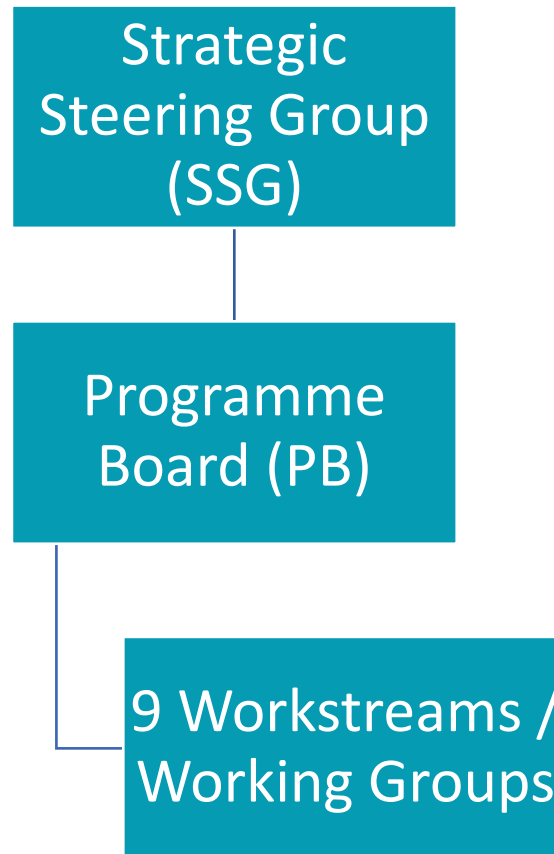 Strategic
Steering Group
(SSG)
Programme
Board (PB)
9 Workstreams /
Working Groups